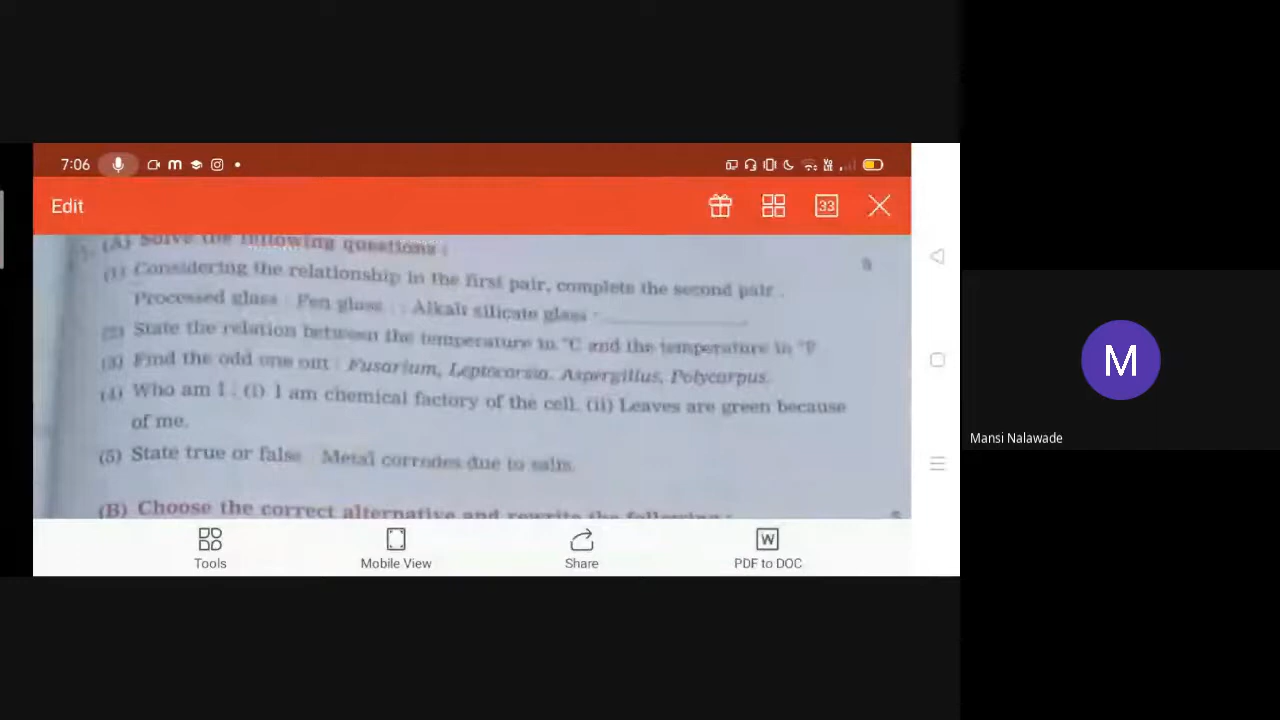 7:06
Edit
33
(A) Solve the following questions :
(1) Considering the relationship in the first pair, complete the second pair .
Processed glass : Fen glass : : Alkali silicate glass :
(2) State the relation between the temperature in °C and the temperature in °F
(3) Find the odd one out : Fusarium, Aspergillus, Polycarpus.
(4) Who am I : (i) I am chemical factory of the cell. (ii) Leaves are green because
of me.
(5) State true or false Metal corrodes due to salts.
(B) Choose the correct alternative and rewrite the following :
Tools
Mobile View
Share
W
PDF to DOC
M
Mansi Nalawade